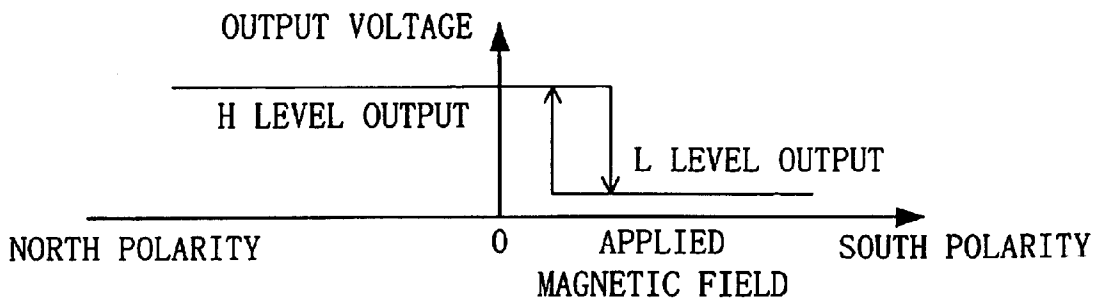 OUTPUT VOLTAGE
H LEVEL OUTPUT
L LEVEL OUTPUT
NORTH POLARITY
0
APPLIED
MAGNETIC FIELD
SOUTH POLARITY